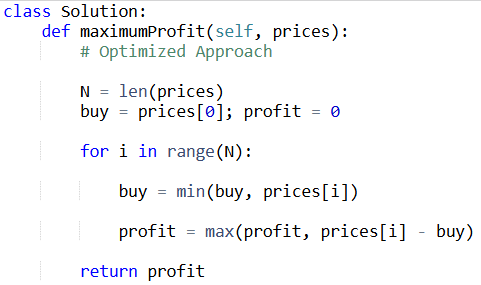 class Solution:
    def maximumProfit(self, prices):
        # Optimized Approach
        N = len(prices)
        buy = prices[0]; profit = 0
        for i in range(N):
            buy = min(buy, prices[i])
            profit = max(profit, prices[i] - buy)
        return profit